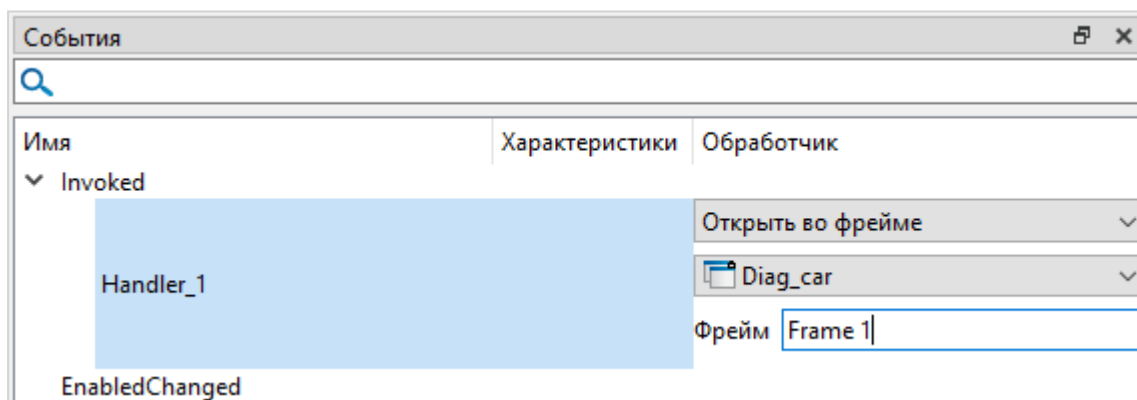 События
Имя Характеристики Обработчик
Invoked
Открыть во фрейме
Handler_1 Diag_car
Фрейм Frame 1
EnabledChanged